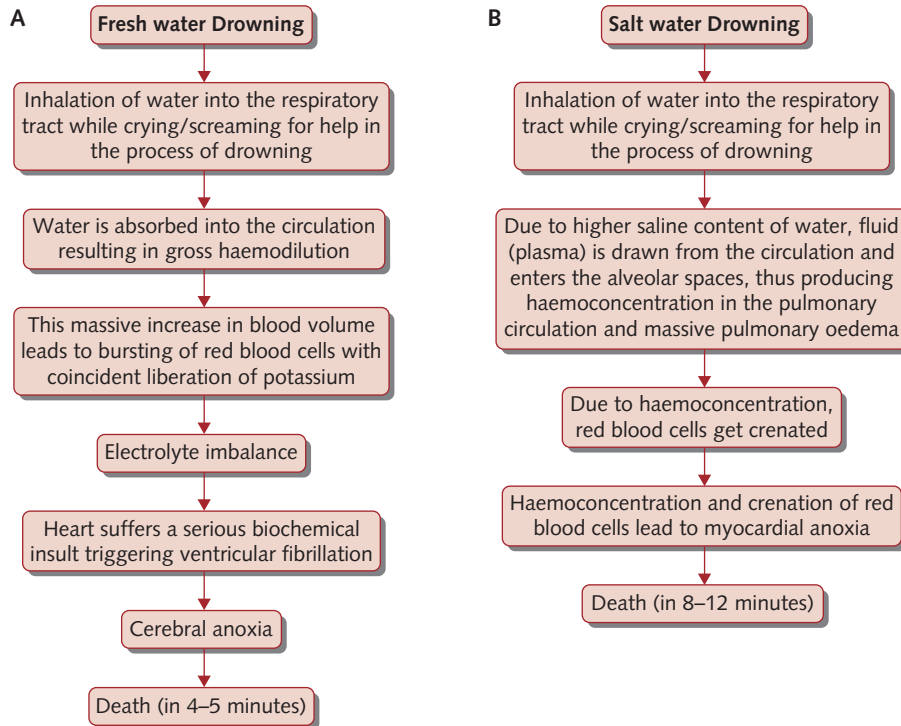 A
Fresh water Drowning
Inhalation of water into the respiratory
tract while crying/screaming for help in
the process of drowning
Water is absorbed into the circulation
resulting in gross haemodilution
This massive increase in blood volume
leads to bursting of red blood cells with
coincident liberation of potassium
Electrolyte imbalance
Heart suffers a serious biochemical
insult triggering ventricular fibrillation
Cerebral anoxia
Death (in 4–5 minutes)
B
Salt water Drowning
Inhalation of water into the respiratory
tract while crying/screaming for help in
the process of drowning
Due to higher saline content of water, fluid
(plasma) is drawn from the circulation and
enters the alveolar spaces, thus producing
haemoconcentration in the pulmonary
circulation and massive pulmonary oedema
Due to haemoconcentration,
red blood cells get crenated
Haemoconcentration and crenation of red
blood cells lead to myocardial anoxia
Death (in 8–12 minutes)